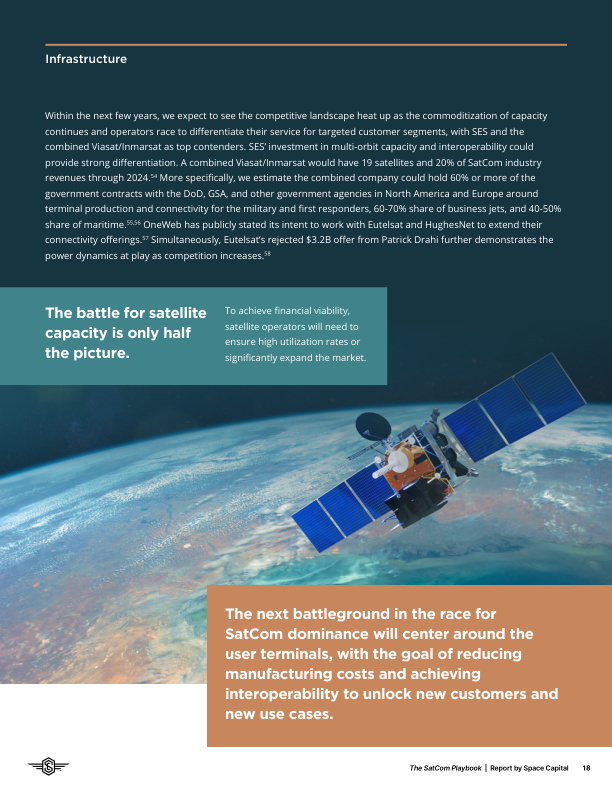 Infrastructure
Within the next few years, we expect to see the competitive landscape heat up as the commoditization of capacity
continues and operators race to differentiate their service for targeted customer segments, with SES and the
combined Viasat/Inmarsat as top contenders. SES' investment in multi-orbit capacity and interoperability could
provide strong differentiation. A combined Viasat/Inmarsat would have 19 satellites and 20% of SatCom industry
revenues through 2024.54 More specifically, we estimate the combined company could hold 60% or more of the
government contracts with the DoD, GSA, and other government agencies in North America and Europe around
terminal production and connectivity for the military and first responders, 60-70% share of business jets, and 40-50%
share of maritime.55,56 OneWeb has publicly stated its intent to work with Eutelsat and HughesNet to extend their
connectivity offerings.57 Simultaneously, Eutelsat's rejected $3.2B offer from Patrick Drahi further demonstrates the
power dynamics at play as competition increases.58
The battle for satellite
capacity is only half
the picture.
To achieve financial viability,
satellite operators will need to
ensure high utilization rates or
significantly expand the market.
The next battleground in the race for
SatCom dominance will center around the
user terminals, with the goal of reducing
manufacturing costs and achieving
interoperability to unlock new customers and
new use cases.
The SatCom Playbook | Report by Space Capital 18